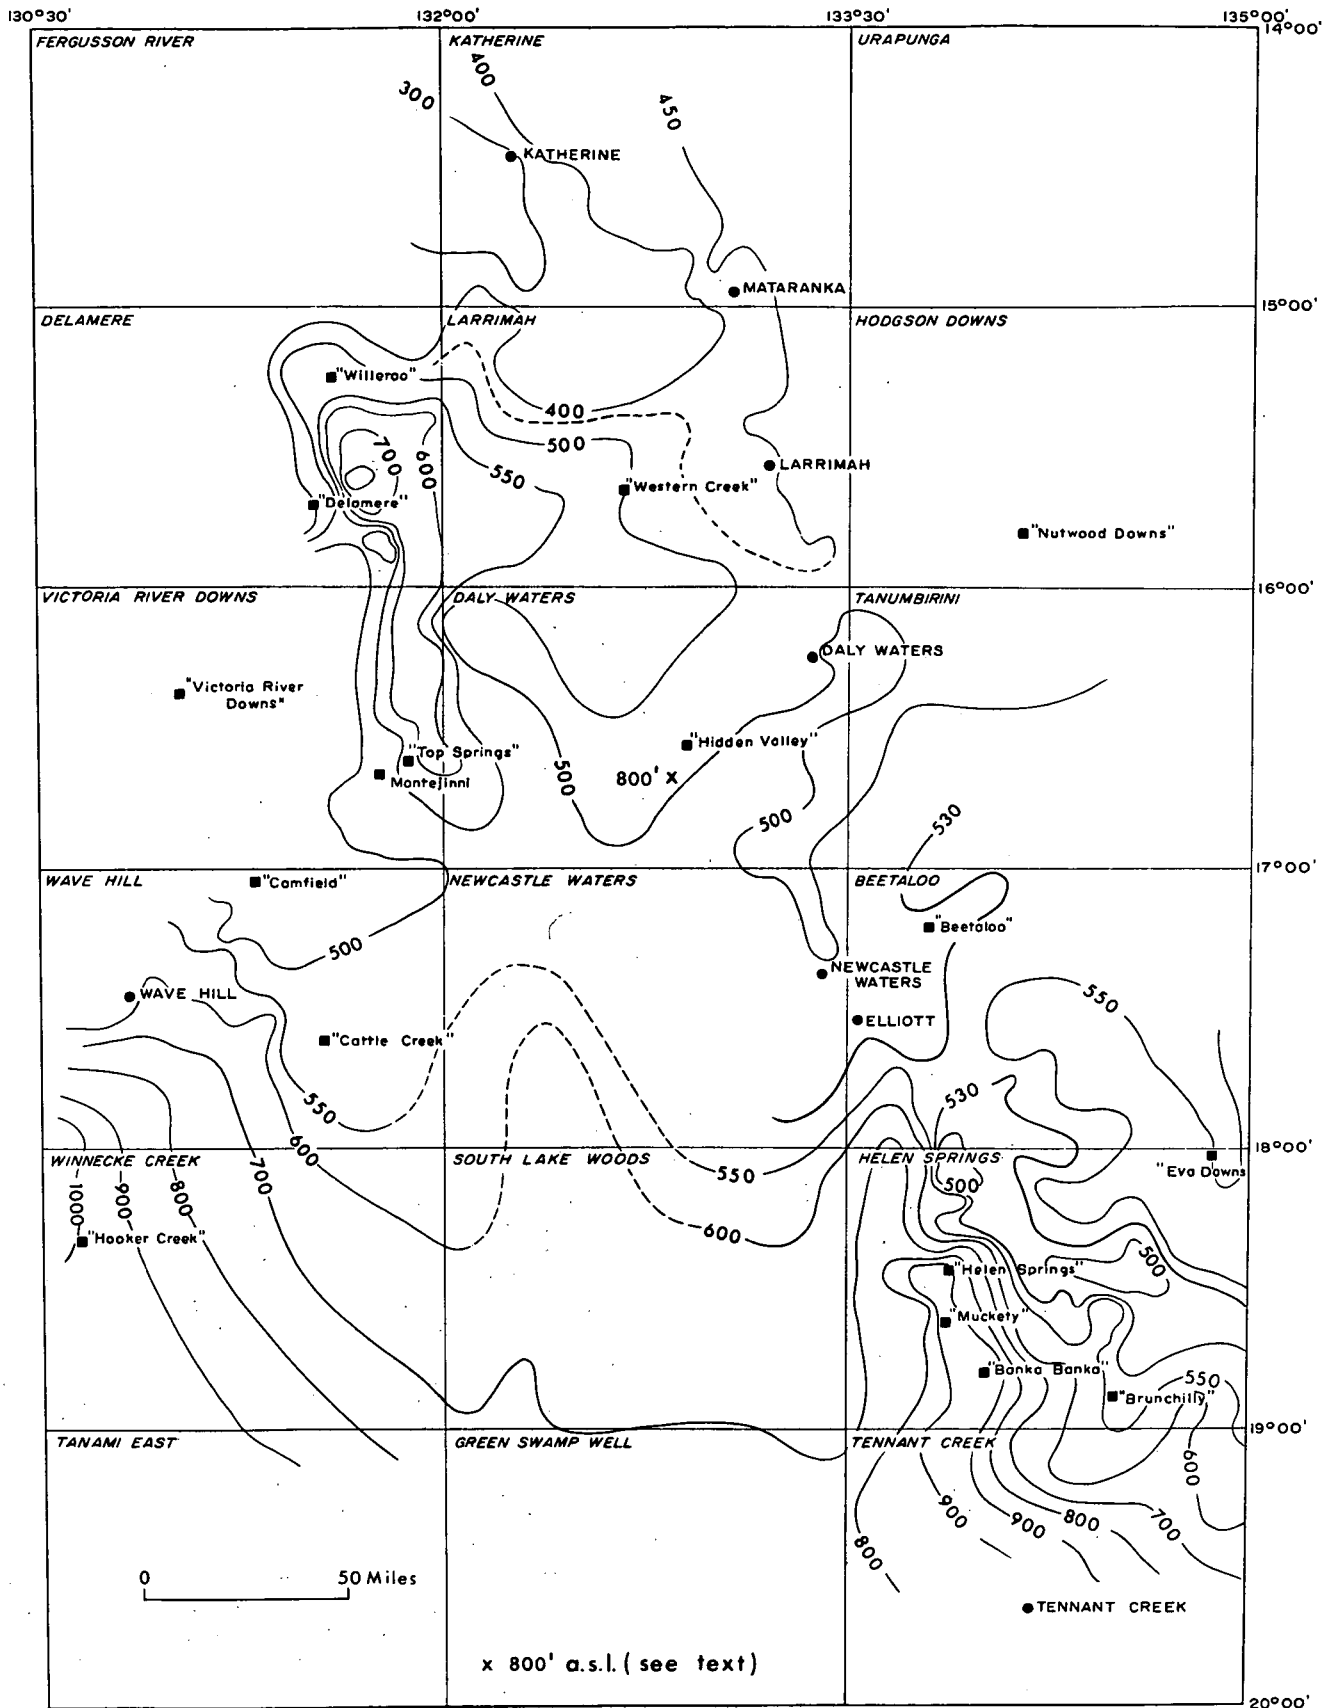 130°30'
132°00'
133°30'
135°00'
14°00'
FERGUSSON RIVER
KATHERINE
URAPUNGA
300
400
450
KATHERINE
MATARANKA
15°00'
DELAMERE
LARRIMAH
HODGSON DOWNS
"Willeroo"
400
500
550
700
600
LARRIMAH
"Western Creek"
"Delamere"
"Nutwood Downs"
16°00'
VICTORIA RIVER DOWNS
DALY WATERS
TANUMBIRINI
DALY WATERS
"Victoria River
Downs"
"Top Springs"
Montejinni
"Hidden Valley"
800' x
500
500
530
17°00'
WAVE HILL
NEWCASTLE WATERS
BEETALOO
"Camfield"
"Beetaloo"
500
WAVE HILL
NEWCASTLE
WATERS
550
ELLIOTT
"Cattle Creek"
550
530
600
18°00'
WINNECKE CREEK
SOUTH LAKE WOODS
HELEN SPRINGS
550
"Eva Downs
500
1000
900
800
700
600
"Hooker Creek"
500
"Helen Springs"
"Muckety"
"Banka Banka"
550
"Brunchilly"
19°00'
TANAMI EAST
GREEN SWAMP WELL
TENNANT CREEK
600
900
900
800
700
800
0
50 Miles
TENNANT CREEK
x 800' a.s.l. ( see text)
20°00'